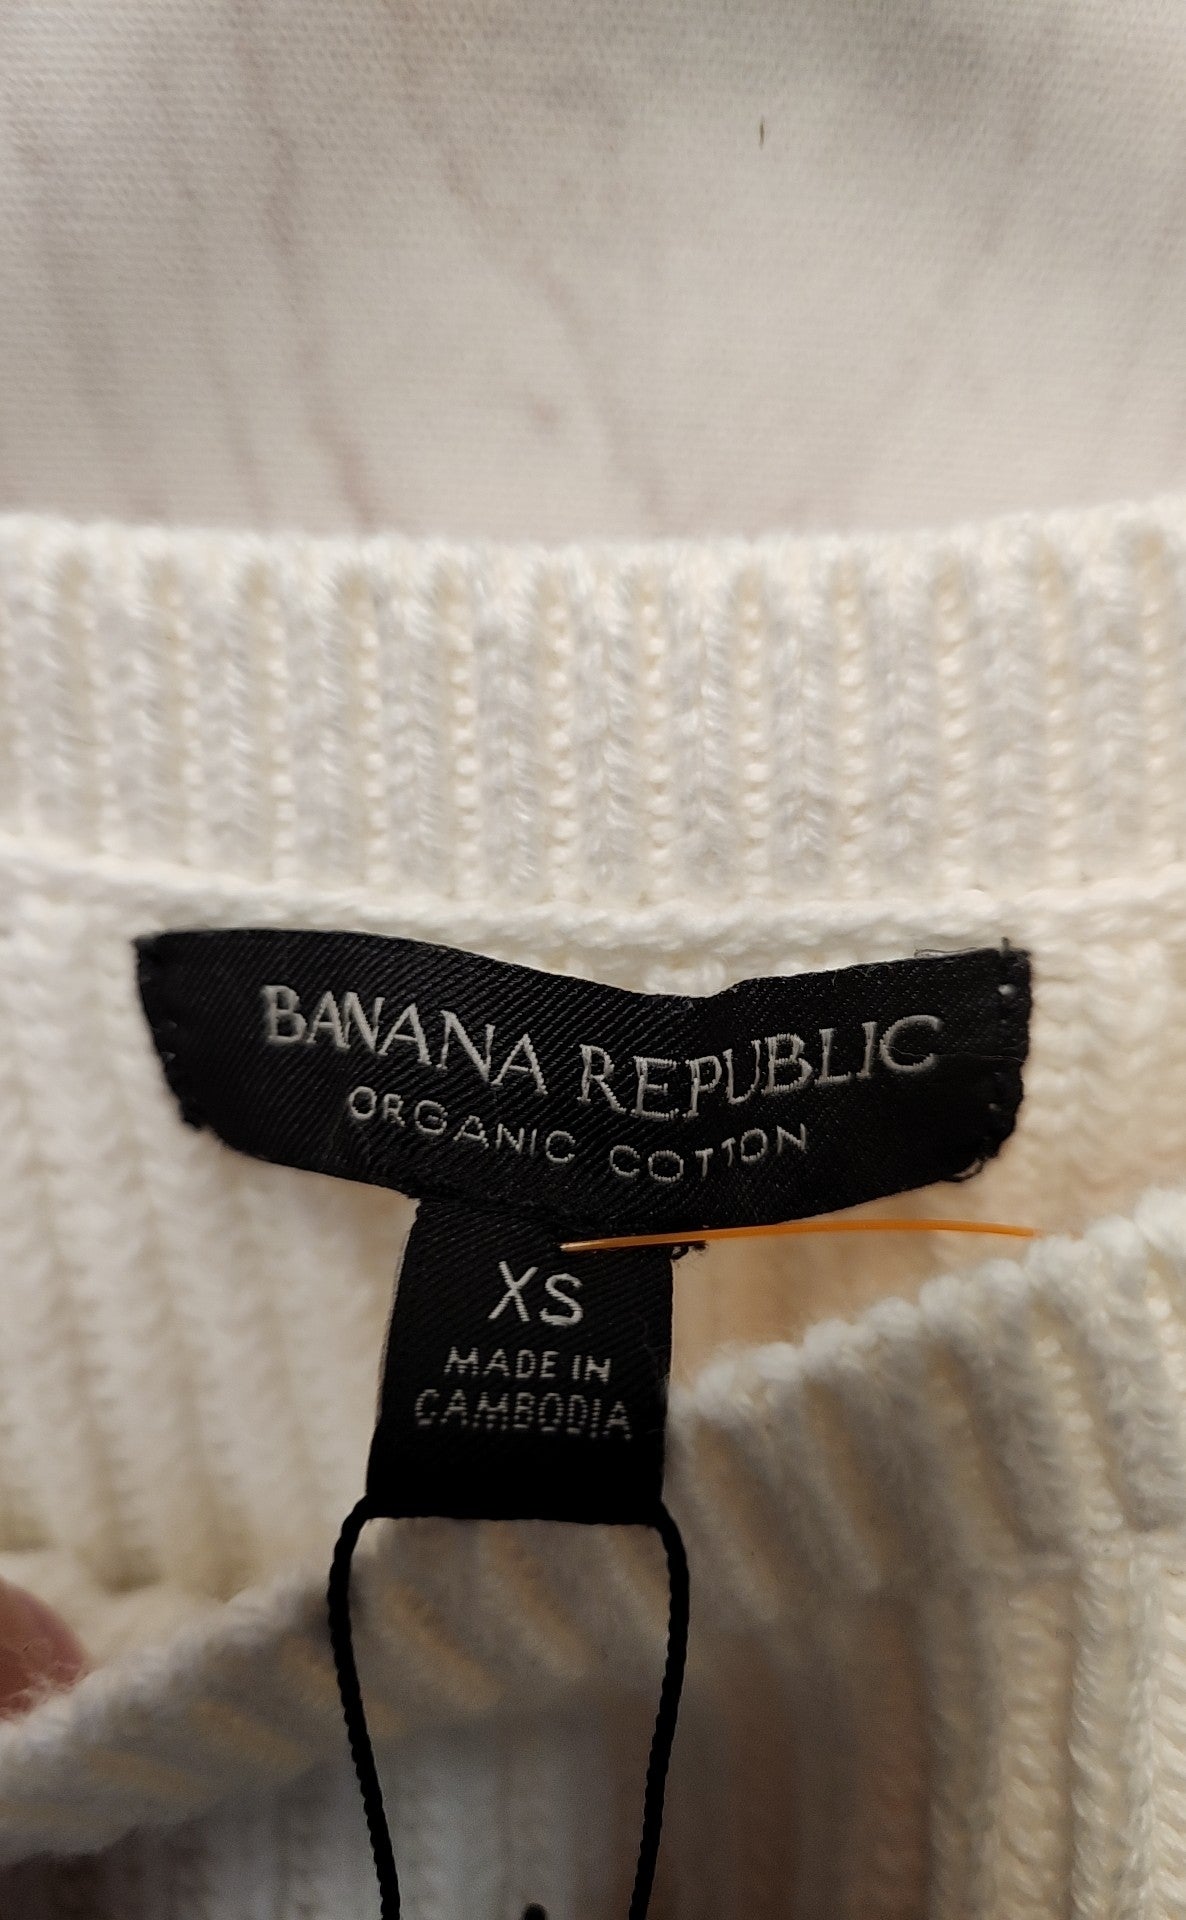 BANANA REPUBLIC
ORGANIC COTTON
XS
MADE IN
CAMBODIA